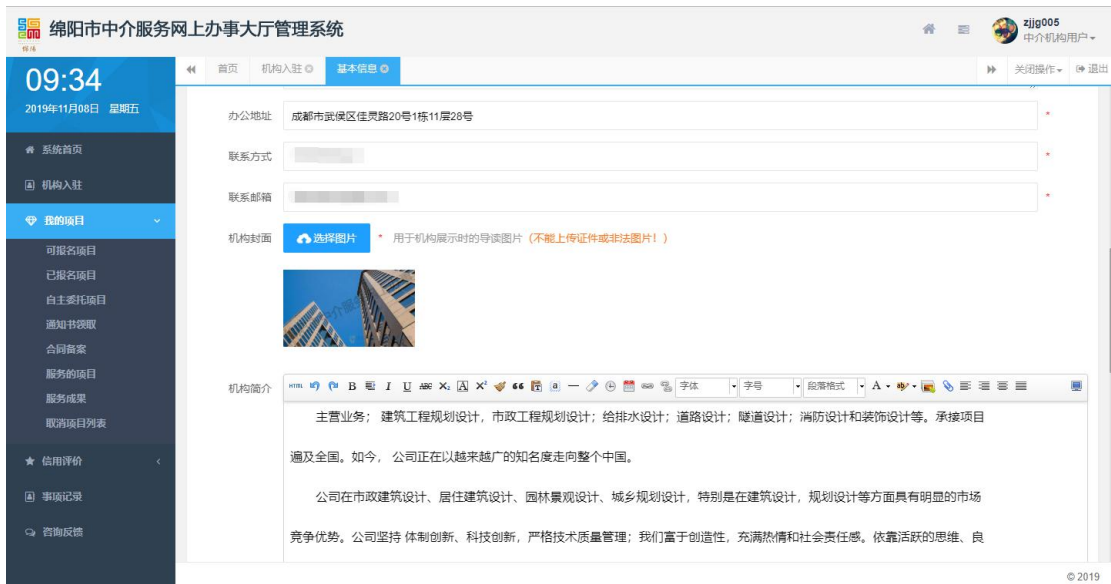 绵阳市中介服务网上办事大厅管理系统
zjjg005
中介机构用户
09:34
2019年11月08日 星期五
首页 机构入驻 基本信息 关闭操作 退出
系统首页
机构入驻
我的项目
可报名项目
已报名项目
自主委托项目
通知书领取
合同备案
服务的项目
服务成果
取消项目列表
信用评价
事项记录
咨询反馈
办公地址 成都市武侯区佳灵路20号1栋11层28号 *
联系方式 *
联系邮箱 *
机构封面 选择图片 * 用于机构展示时的导读图片(不能上传证件或非法图片!)
机构简介 HTML 字体 字号 段落格式
主营业务; 建筑工程规划设计,市政工程规划设计;给排水设计;道路设计;隧道设计;消防设计和装饰设计等。承接项目
遍及全国。如今, 公司正在以越来越广的知名度走向整个中国。
公司在市政建筑设计、居住建筑设计、园林景观设计、城乡规划设计,特别是在建筑设计,规划设计等方面具有明显的市场
竞争优势。公司坚持 体制创新、科技创新,严格技术质量管理;我们富于创造性,充满热情和社会责任感。依靠活跃的思维、良
© 2019